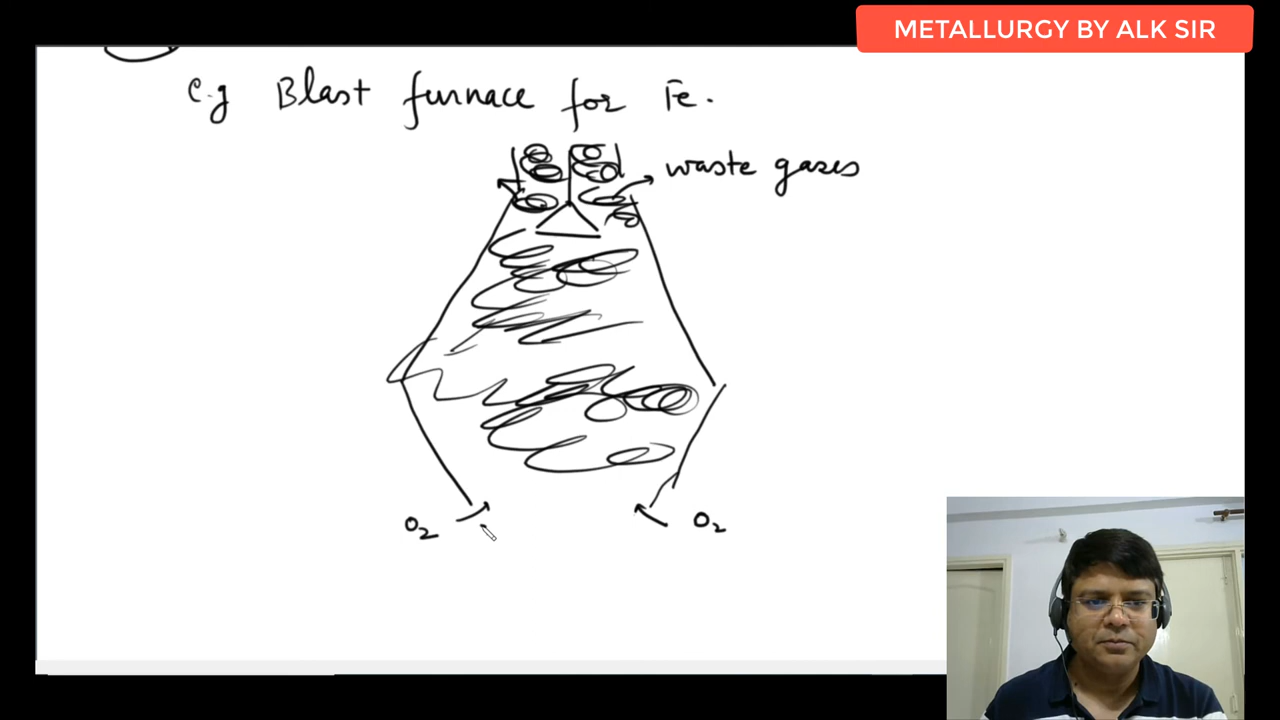 METALLURGY BY ALK SIR
e.g Blast furnace for Fe.
waste gases
O₂
O₂